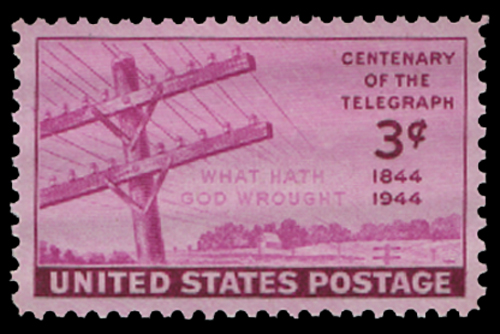 CENTENARY
OF THE
TELEGRAPH
3¢
WHAT HATH
GOD WROUGHT
1844
1944
UNITED STATES POSTAGE